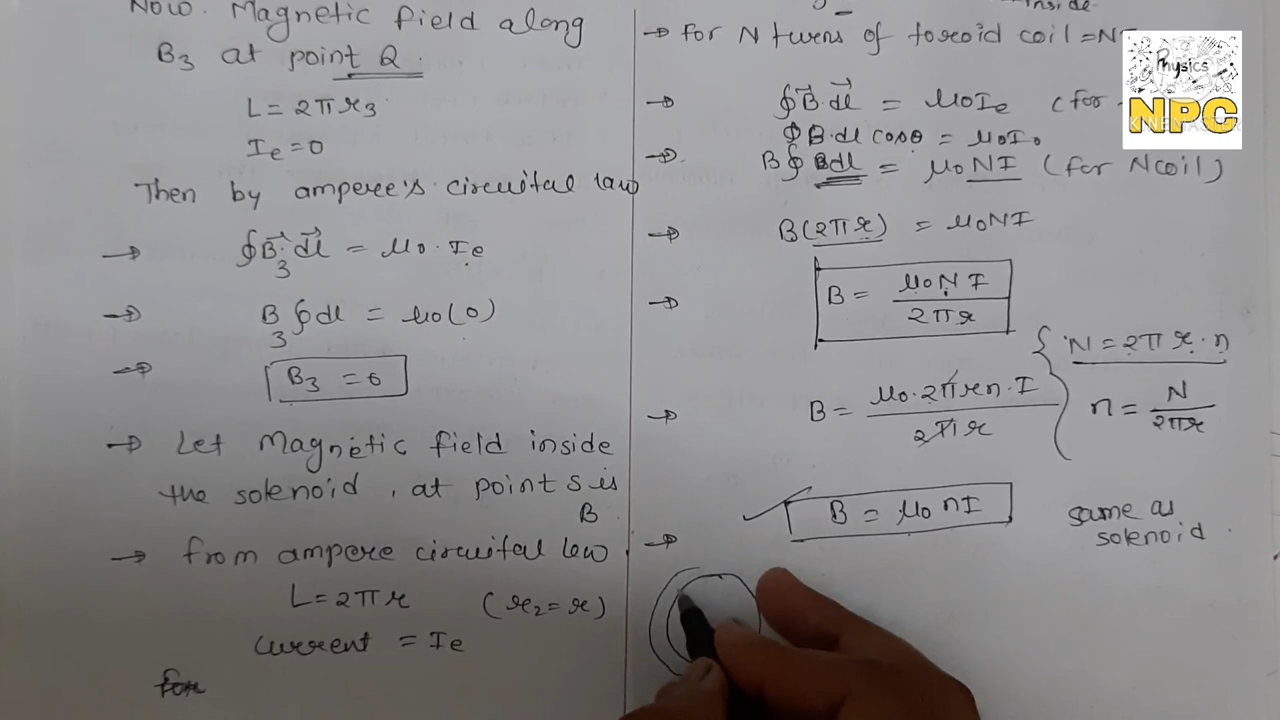 Now. Magnetic field along
B₃ at point Q.
L = 2πr₃
Ie = 0
Then by ampere's circuital law
→ ∮B⃗₃·dl⃗ = μ₀·Ie
→ B₃∮dl = μ₀(0)
→ B₃ = 0
→ Let Magnetic field inside
the solenoid, at point S is
B
→ from ampere circuital law
L = 2πr (r₂ = r)
current = Ie
inside
→ for N turns of toroid coil = NI
→ ∮B⃗·dl⃗ = μ₀Ie (for
∮B·dl cosθ = μ₀I₀
→ B∮Bdl = μ₀NI (for N coil)
→ B(2πr) = μ₀NI
→ B = μ₀NI / 2πr
{ N = 2πr·n
→ B = μ₀·2πrn·I / 2πr
n = N / 2πr
→ B = μ₀nI
same as
solenoid
Physics
NPC